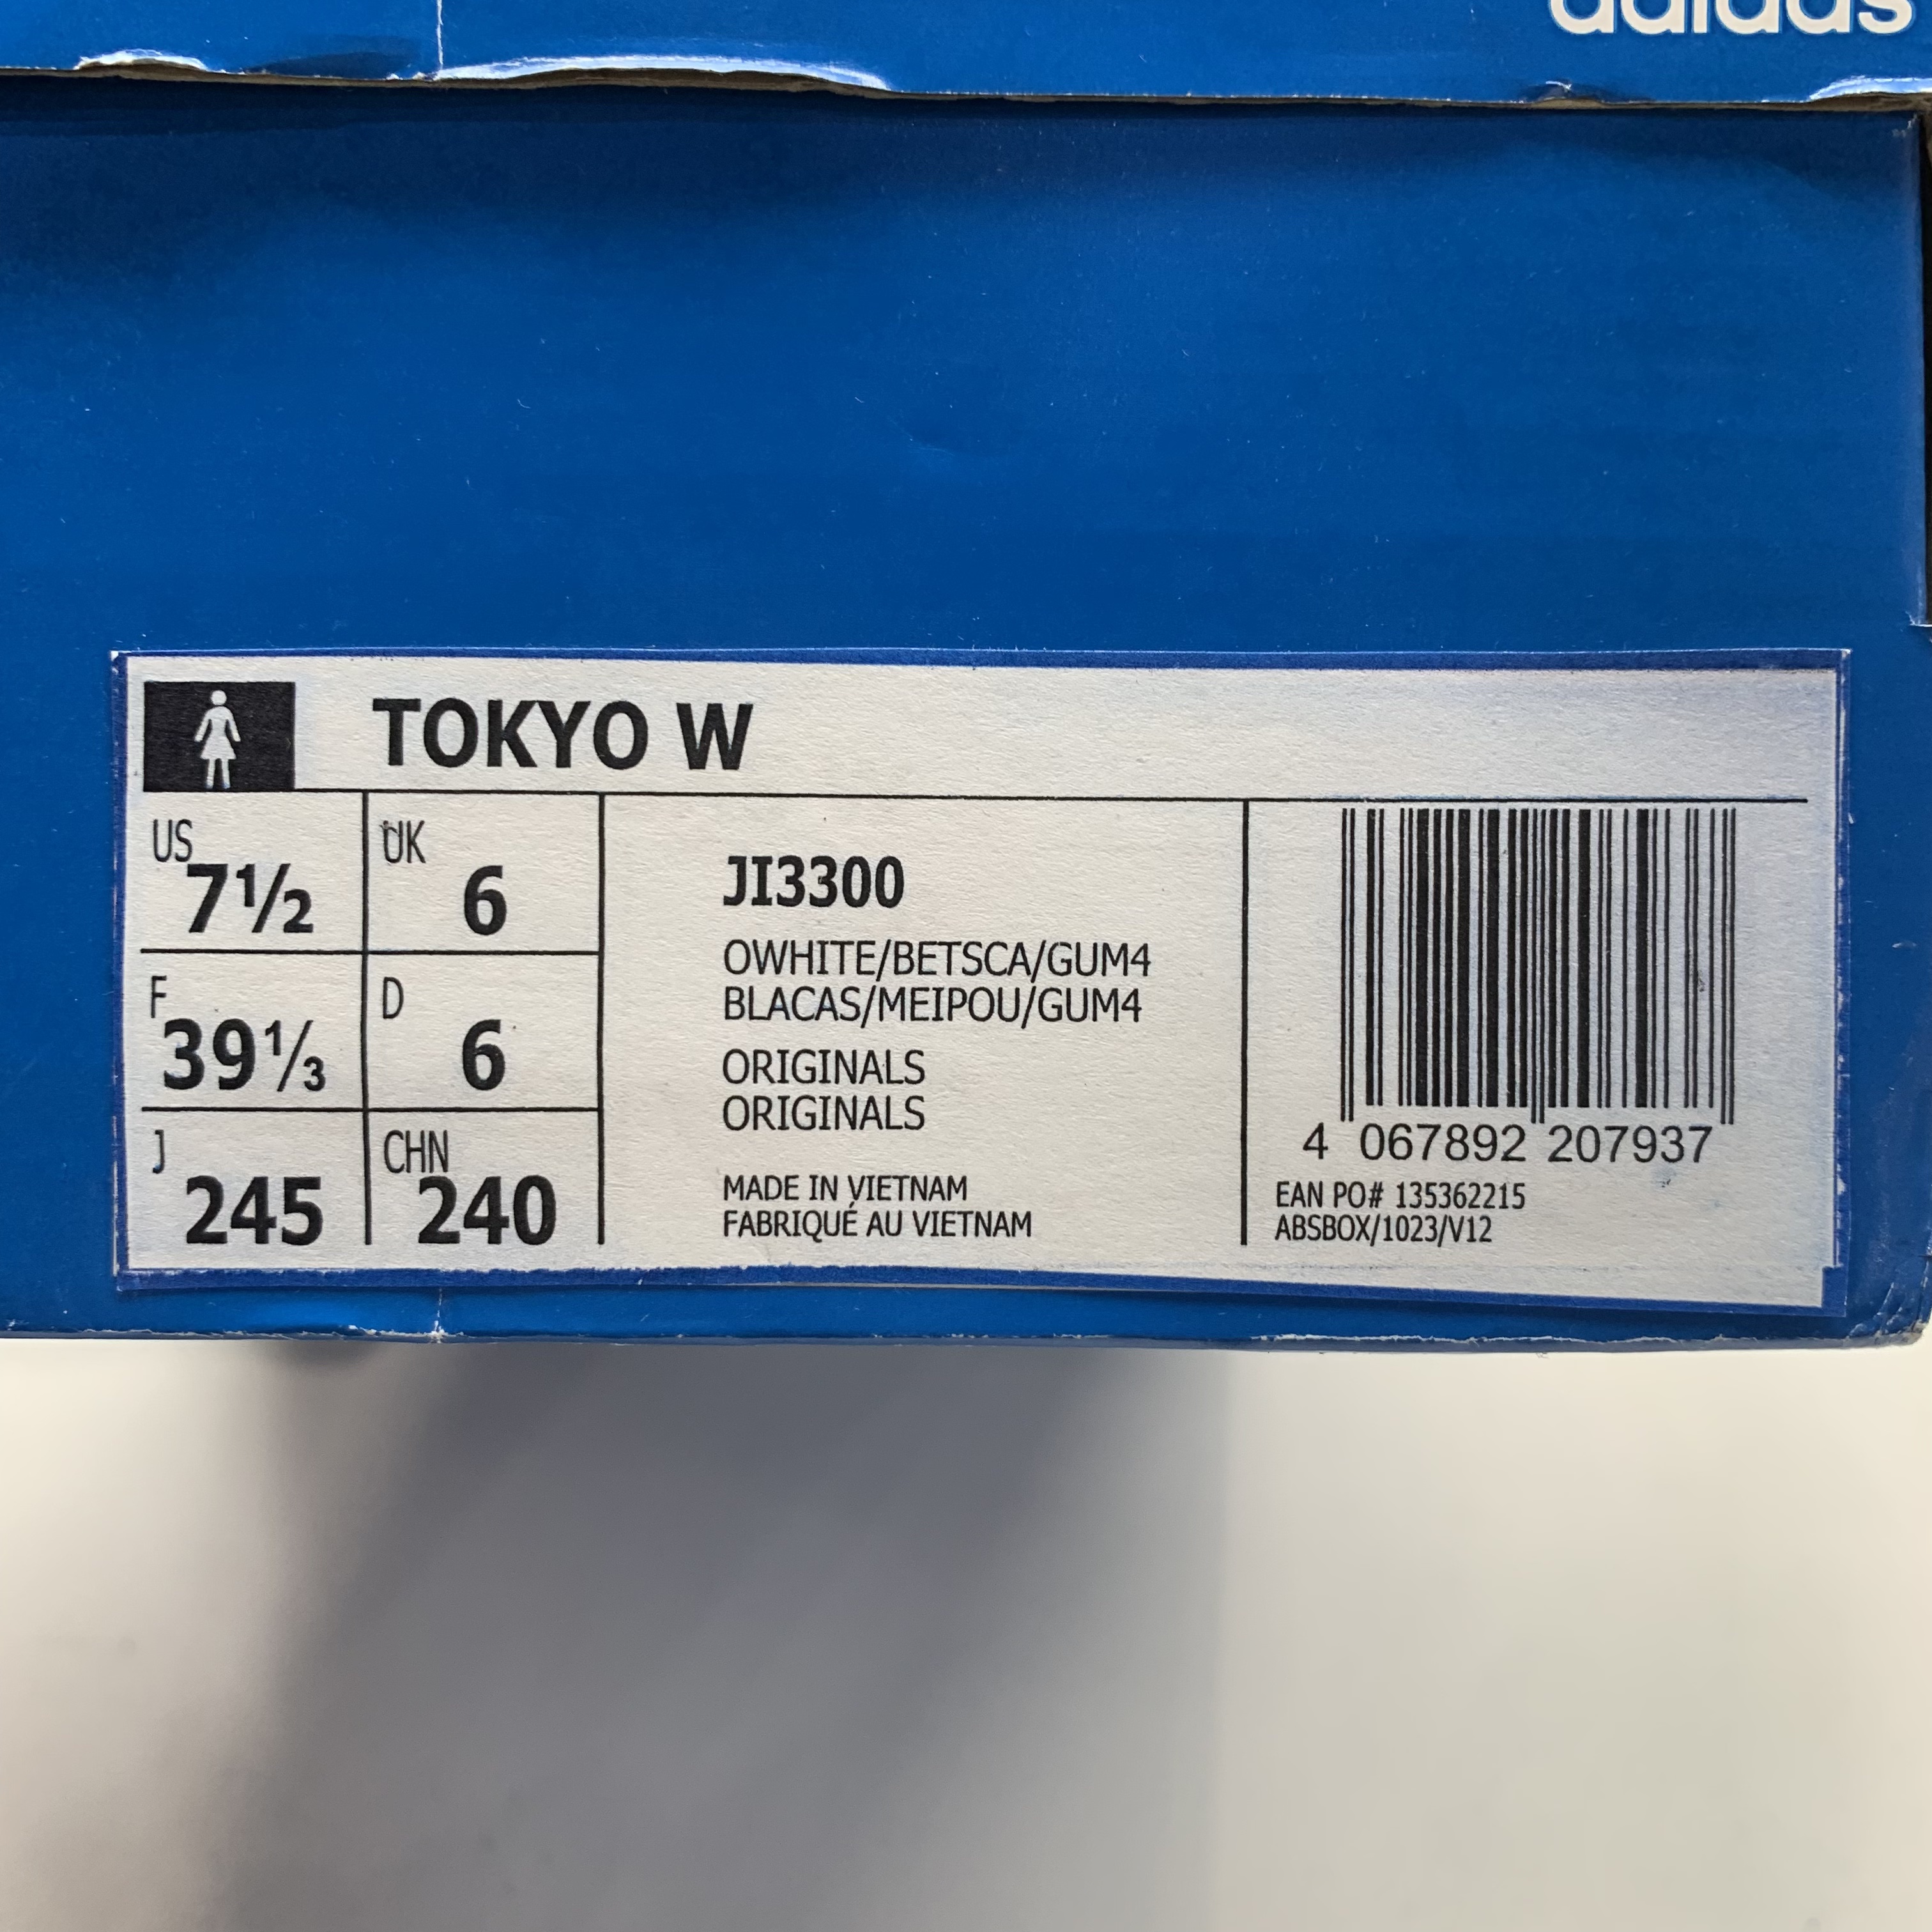 adidas
TOKYO W
US 7½
UK 6
F 39⅓
D 6
J 245
CHN 240
JI3300
OWHITE/BETSCA/GUM4
BLACAS/MEIPOU/GUM4
ORIGINALS
ORIGINALS
MADE IN VIETNAM
FABRIQUÉ AU VIETNAM
4 067892 207937
EAN PO# 135362215
ABSBOX/1023/V12